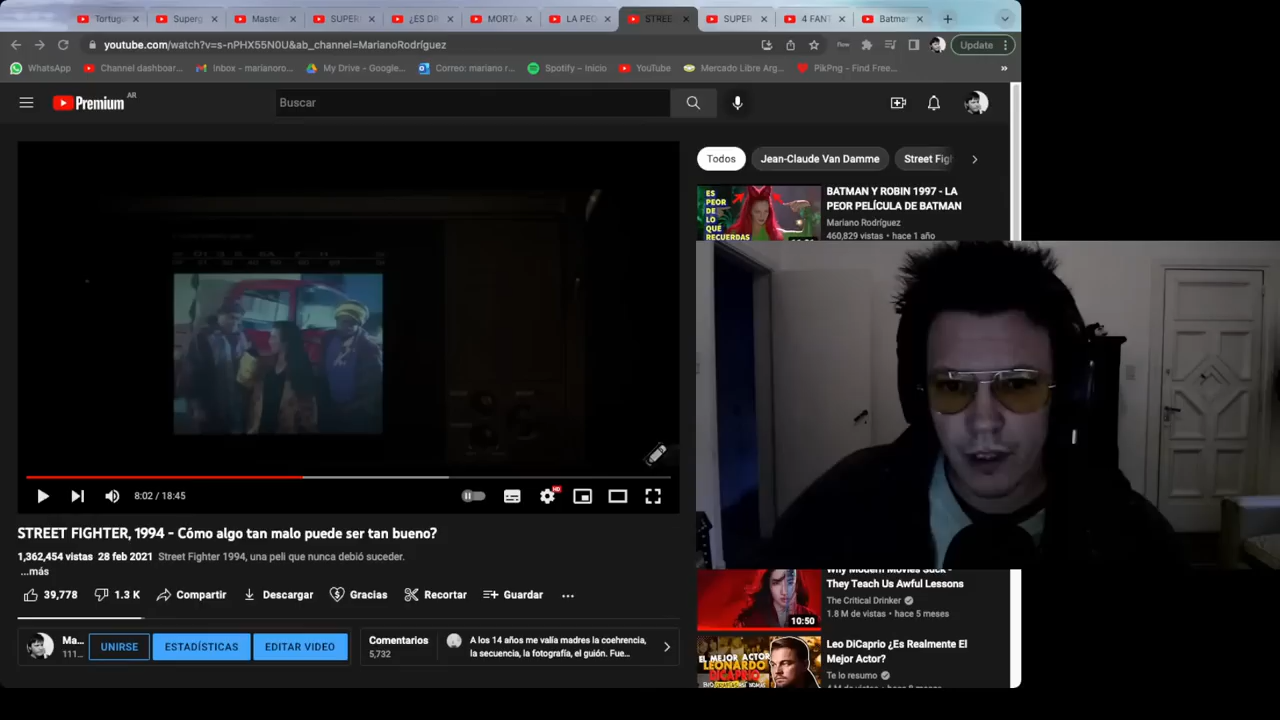 Tortug
Superg
Master
SUPER
¿ES DR
MORTA
LA PEO
STREE
SUPER
4 FANT
Batma
youtube.com/watch?v=s-nPHX55N0U&ab_channel=MarianoRodríguez
New
Update
WhatsApp
Channel dashboar...
Inbox – marianoro...
My Drive – Google...
Correo: mariano r...
Spotify – Inicio
YouTube
Mercado Libre Arg...
PikPng - Find Free...
»
Premium AR
Buscar
Todos
Jean-Claude Van Damme
Street Figh
ES PEOR
DE LO
QUE
RECUERDAS
BATMAN Y ROBIN 1997 - LA
PEOR PELÍCULA DE BATMAN
Mariano Rodríguez
460,829 vistas • hace 1 año
8:02 / 18:45
HD
STREET FIGHTER, 1994 - Cómo algo tan malo puede ser tan bueno?
1,362,454 vistas 28 feb 2021 Street Fighter 1994, una peli que nunca debió suceder.
...más
39,778
1.3 K
Compartir
Descargar
Gracias
Recortar
Guardar
Ma...
111...
UNIRSE
ESTADÍSTICAS
EDITAR VIDEO
Comentarios
5,732
A los 14 años me valía madres la coehrencia,
la secuencia, la fotografía, el guión. Fue...
Why Modern Movies Suck -
They Teach Us Awful Lessons
The Critical Drinker
1.8 M de vistas • hace 5 meses
10:50
EL MEJOR ACTOR
LEONARDO
DICAPRIO
Leo DiCaprio ¿Es Realmente El
Mejor Actor?
Te lo resumo